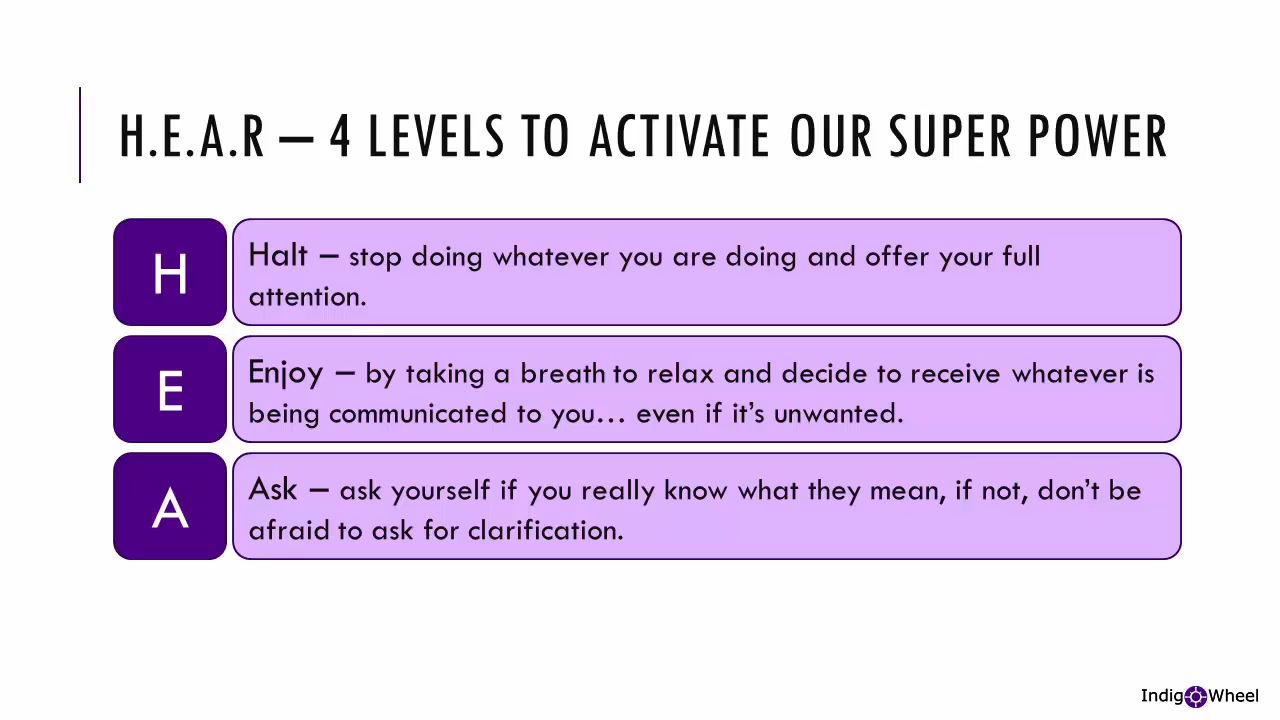 H.E.A.R – 4 LEVELS TO ACTIVATE OUR SUPER POWER
H
Halt – stop doing whatever you are doing and offer your full
attention.
E
Enjoy – by taking a breath to relax and decide to receive whatever is
being communicated to you… even if it’s unwanted.
A
Ask – ask yourself if you really know what they mean, if not, don’t be
afraid to ask for clarification.
Indigo Wheel